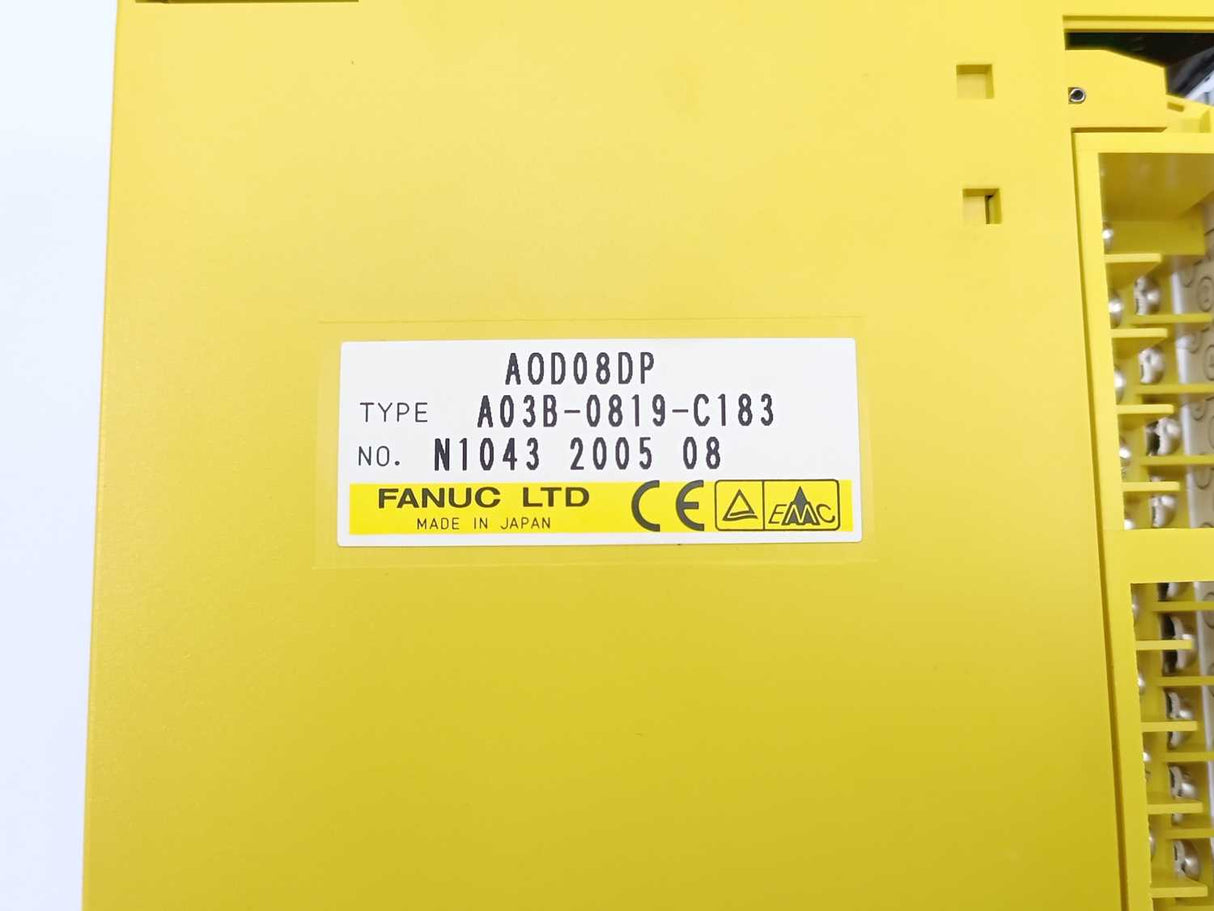 AOD08DP
TYPE A03B-0819-C183
NO. N1043 2005 08
FANUC LTD CE EMC
MADE IN JAPAN